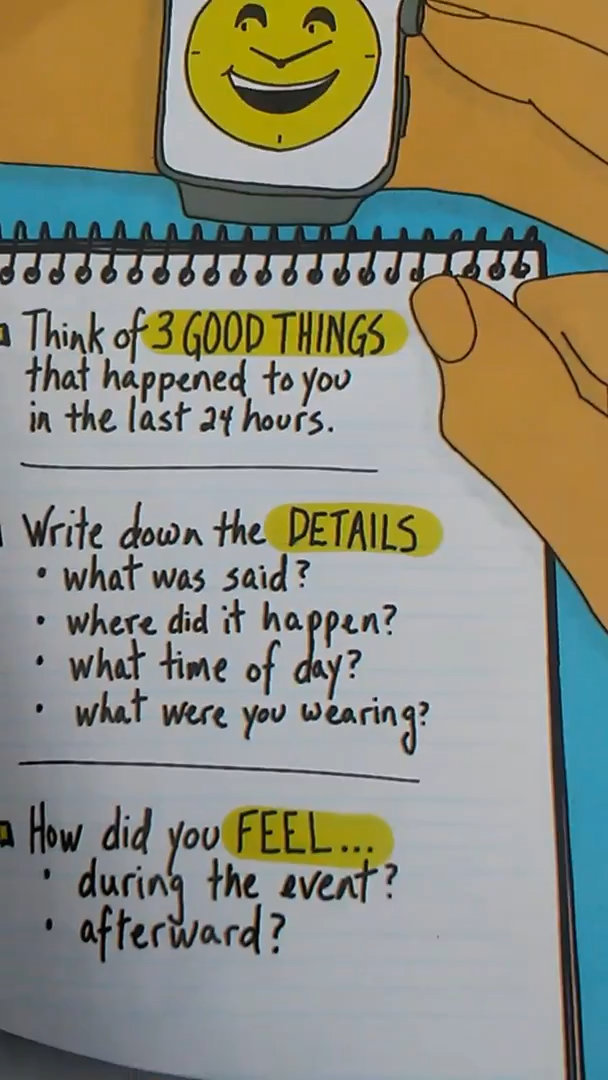 Think of 3 GOOD THINGS
that happened to you
in the last 24 hours.
Write down the DETAILS
• what was said?
• where did it happen?
• what time of day?
• what were you wearing?
How did you FEEL...
• during the event?
• afterward?